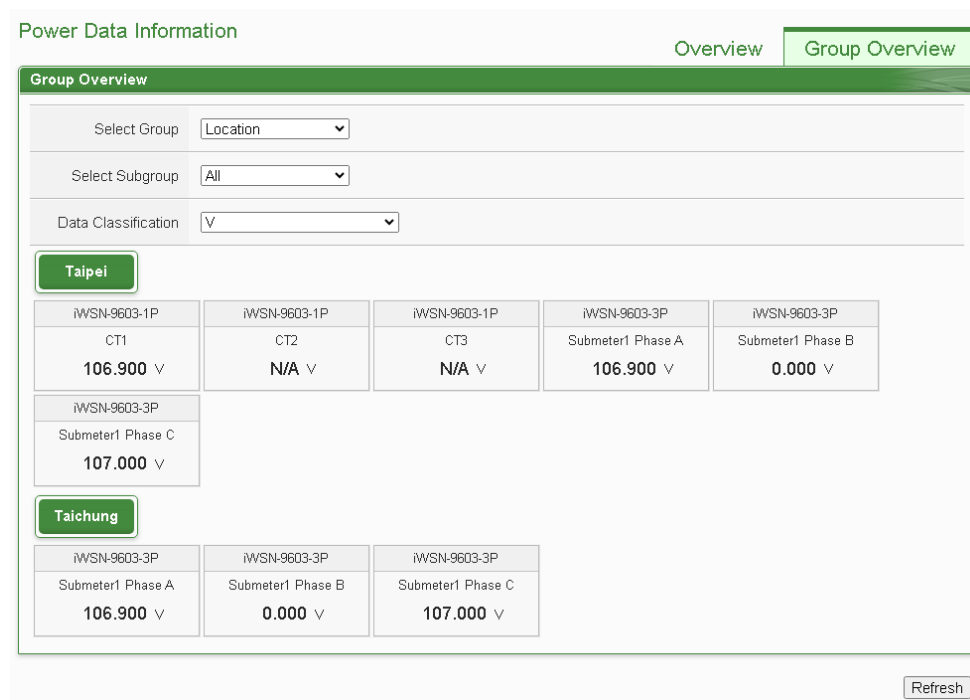 Power Data Information
Overview
Group Overview
Group Overview
Select Group Location
Select Subgroup All
Data Classification V
Taipei
iWSN-9603-1P iWSN-9603-1P iWSN-9603-1P iWSN-9603-3P iWSN-9603-3P
CT1 CT2 CT3 Submeter1 Phase A Submeter1 Phase B
106.900 V N/A V N/A V 106.900 V 0.000 V
iWSN-9603-3P
Submeter1 Phase C
107.000 V
Taichung
iWSN-9603-3P iWSN-9603-3P iWSN-9603-3P
Submeter1 Phase A Submeter1 Phase B Submeter1 Phase C
106.900 V 0.000 V 107.000 V
Refresh